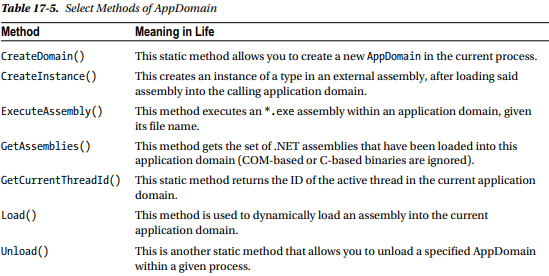 Table 17-5. Select Methods of AppDomain
Method Meaning in Life
CreateDomain() This static method allows you to create a new AppDomain in the current process.
CreateInstance() This creates an instance of a type in an external assembly, after loading said
assembly into the calling application domain.
ExecuteAssembly() This method executes an *.exe assembly within an application domain, given
its file name.
GetAssemblies() This method gets the set of .NET assemblies that have been loaded into this
application domain (COM-based or C-based binaries are ignored).
GetCurrentThreadId() This static method returns the ID of the active thread in the current application
domain.
Load() This method is used to dynamically load an assembly into the current
application domain.
Unload() This is another static method that allows you to unload a specified AppDomain
within a given process.